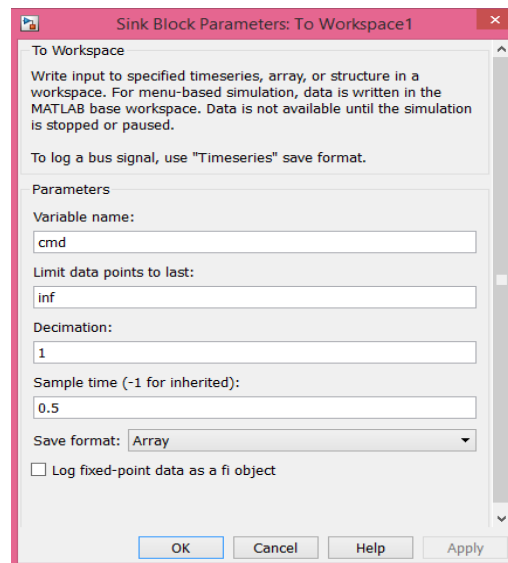 Sink Block Parameters: To Workspace1
To Workspace
Write input to specified timeseries, array, or structure in a
workspace. For menu-based simulation, data is written in the
MATLAB base workspace. Data is not available until the simulation
is stopped or paused.
To log a bus signal, use "Timeseries" save format.
Parameters
Variable name:
cmd
Limit data points to last:
inf
Decimation:
1
Sample time (-1 for inherited):
0.5
Save format: Array
Log fixed-point data as a fi object
OK Cancel Help Apply